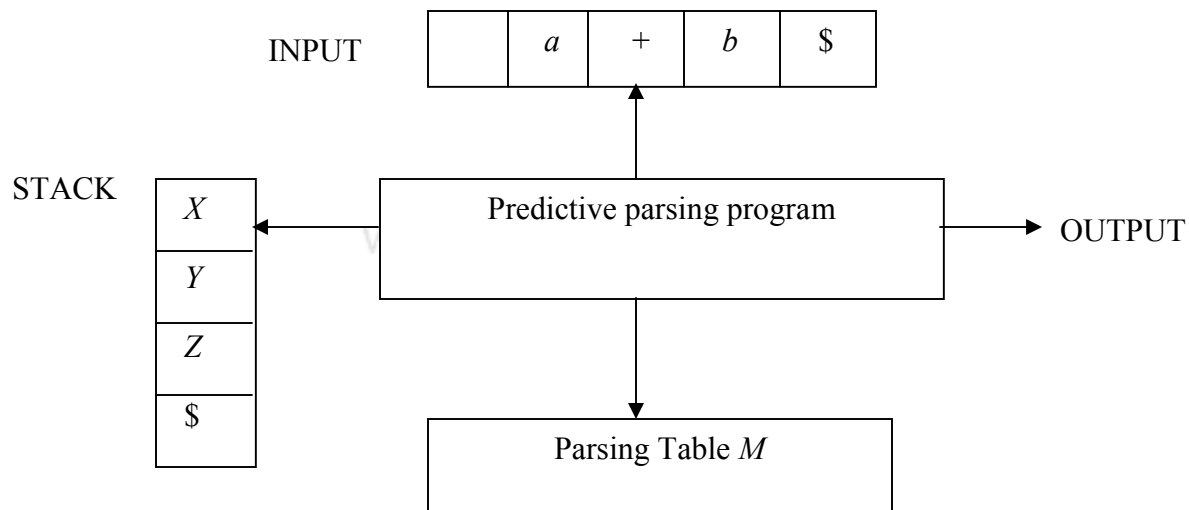 INPUT
a + b $
STACK
X
Y
Z
$
Predictive parsing program
OUTPUT
Parsing Table M